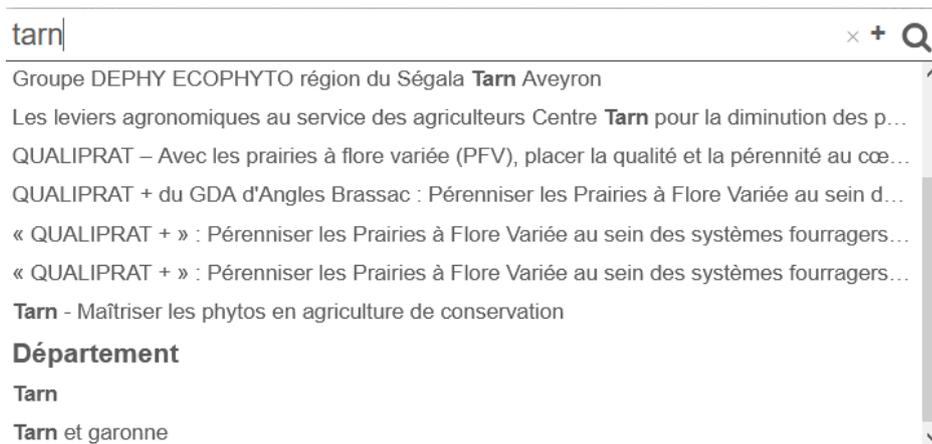 tarn
Groupe DEPHY ECOPHYTO région du Ségala Tarn Aveyron
Les leviers agronomiques au service des agriculteurs Centre Tarn pour la diminution des p...
QUALIPRAT – Avec les prairies à flore variée (PFV), placer la qualité et la pérennité au cœ...
QUALIPRAT + du GDA d'Angles Brassac : Pérenniser les Prairies à Flore Variée au sein d...
« QUALIPRAT + » : Pérenniser les Prairies à Flore Variée au sein des systèmes fourragers...
« QUALIPRAT + » : Pérenniser les Prairies à Flore Variée au sein des systèmes fourragers...
Tarn - Maîtriser les phytos en agriculture de conservation
Département
Tarn
Tarn et garonne